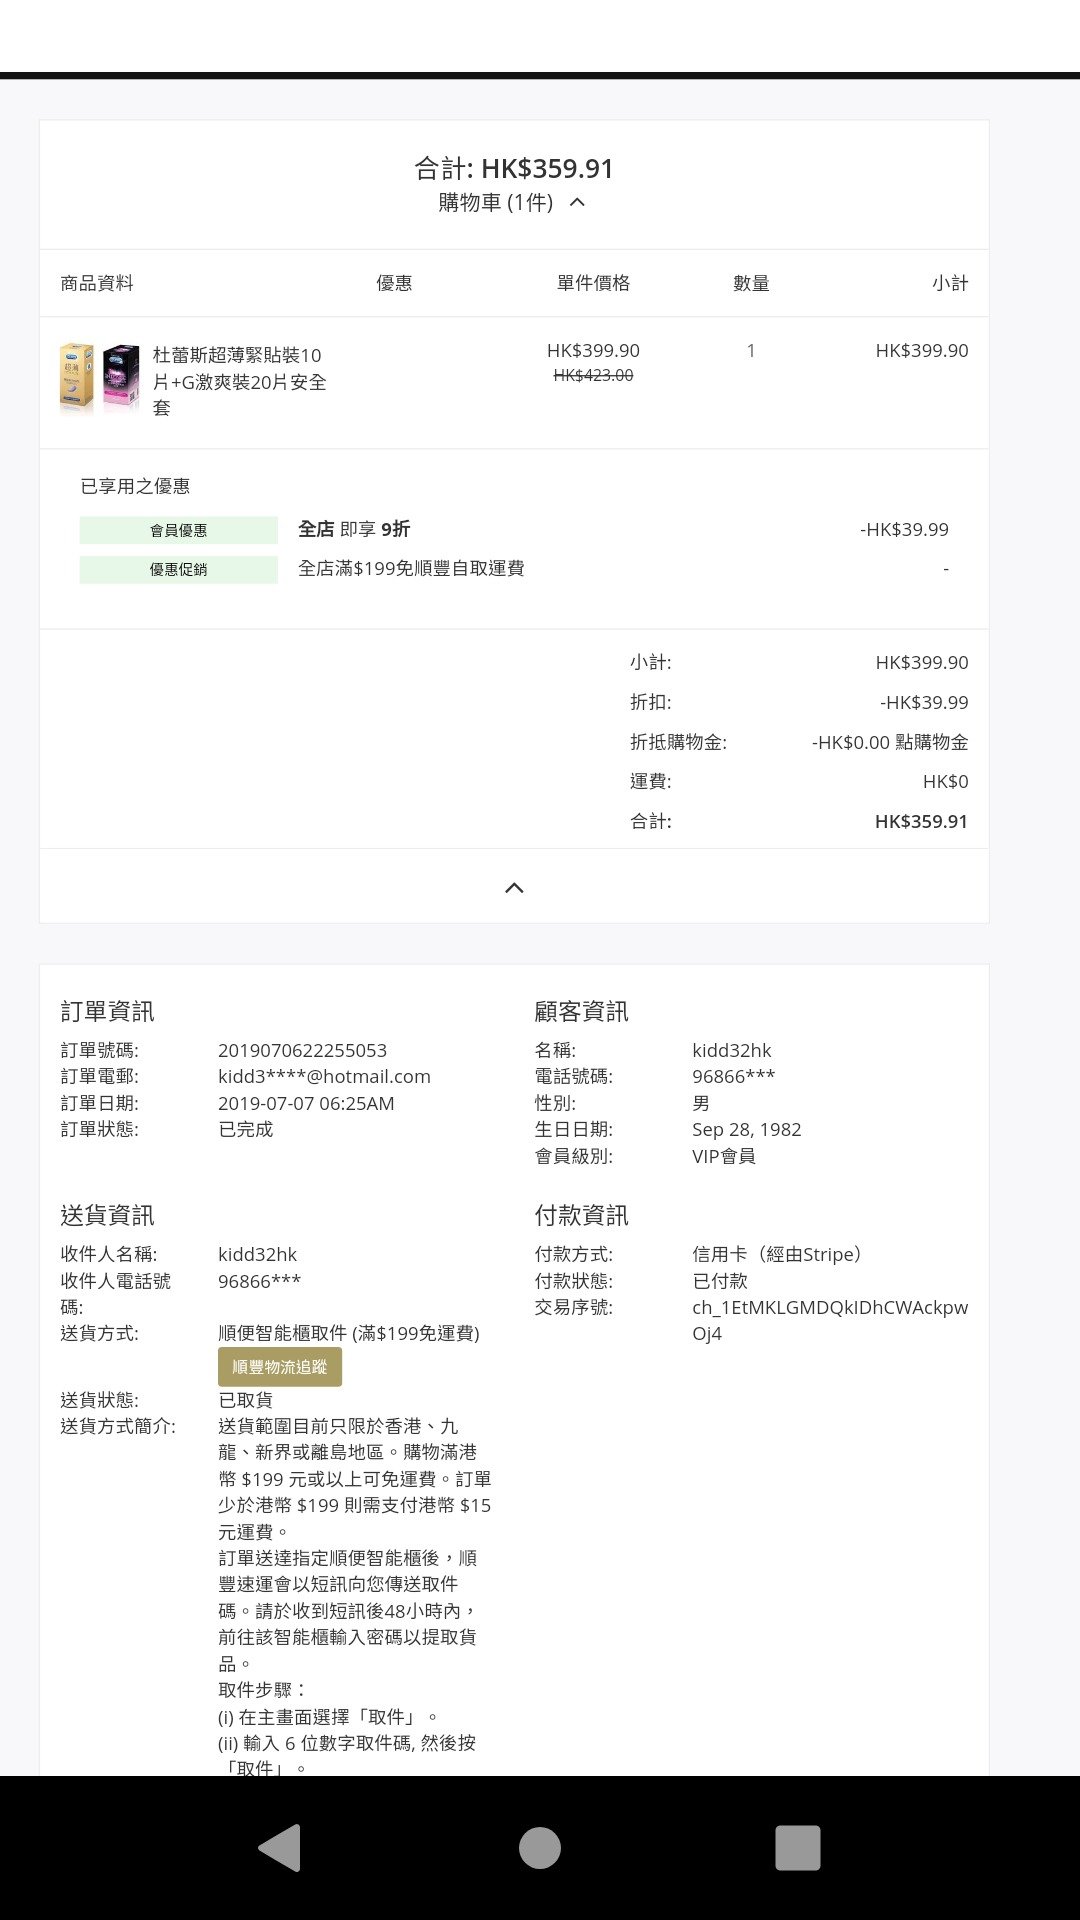 合計: HK$359.91
購物車 (1件)
商品資料 優惠 單件價格 數量 小計
杜蕾斯超薄緊貼裝10 HK$399.90 1 HK$399.90
片+G激爽裝20片安全 HK$423.00
套
已享用之優惠
會員優惠 全店 即享 9折 -HK$39.99
優惠促銷 全店滿$199免順豐自取運費 -
小計: HK$399.90
折扣: -HK$39.99
折抵購物金: -HK$0.00 點購物金
運費: HK$0
合計: HK$359.91
訂單資訊
訂單號碼: 2019070622255053
訂單電郵: kidd3****@hotmail.com
訂單日期: 2019-07-07 06:25AM
訂單狀態: 已完成
顧客資訊
名稱: kidd32hk
電話號碼: 96866***
性別: 男
生日日期: Sep 28, 1982
會員級別: VIP會員
送貨資訊
收件人名稱: kidd32hk
收件人電話號 96866***
碼:
送貨方式: 順便智能櫃取件 (滿$199免運費)
順豐物流追蹤
送貨狀態: 已取貨
送貨方式簡介: 送貨範圍目前只限於香港、九
龍、新界或離島地區。購物滿港
幣 $199 元或以上可免運費。訂單
少於港幣 $199 則需支付港幣 $15
元運費。
訂單送達指定順便智能櫃後，順
豐速運會以短訊向您傳送取件
碼。請於收到短訊後48小時內，
前往該智能櫃輸入密碼以提取貨
品。
取件步驟：
(i) 在主畫面選擇「取件」。
(ii) 輸入 6 位數字取件碼, 然後按
「取件」。
付款資訊
付款方式: 信用卡（經由Stripe）
付款狀態: 已付款
交易序號: ch_1EtMKLGMDQkIDhCWAckpw
Oj4